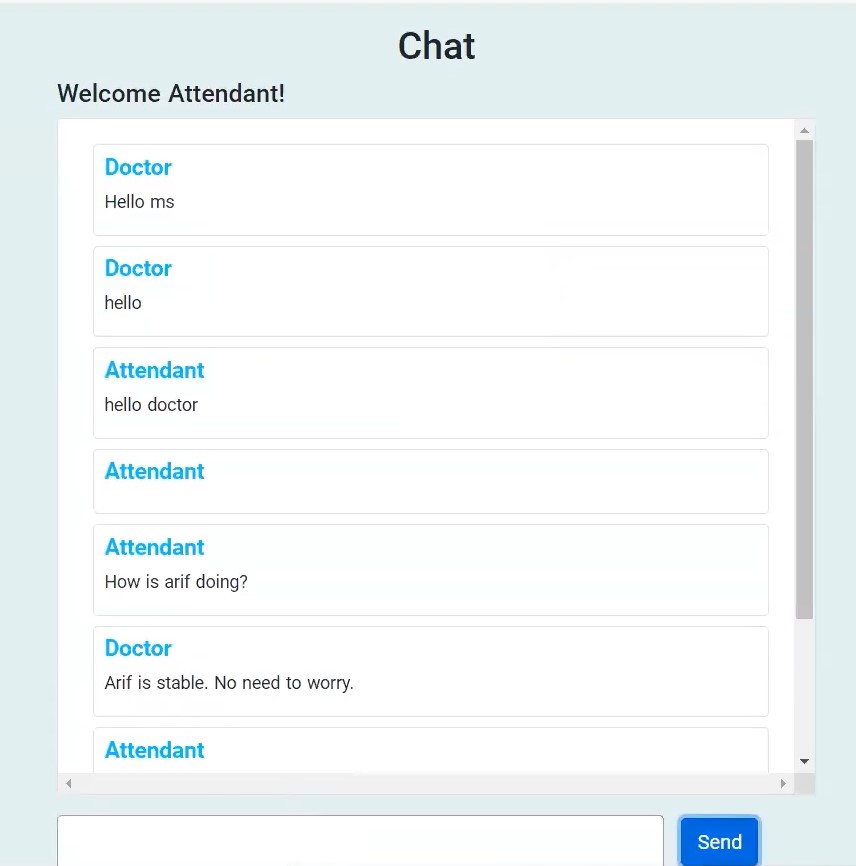 Chat
Welcome Attendant!
Doctor
Hello ms
Doctor
hello
Attendant
hello doctor
Attendant
Attendant
How is arif doing?
Doctor
Arif is stable. No need to worry.
Attendant
Send